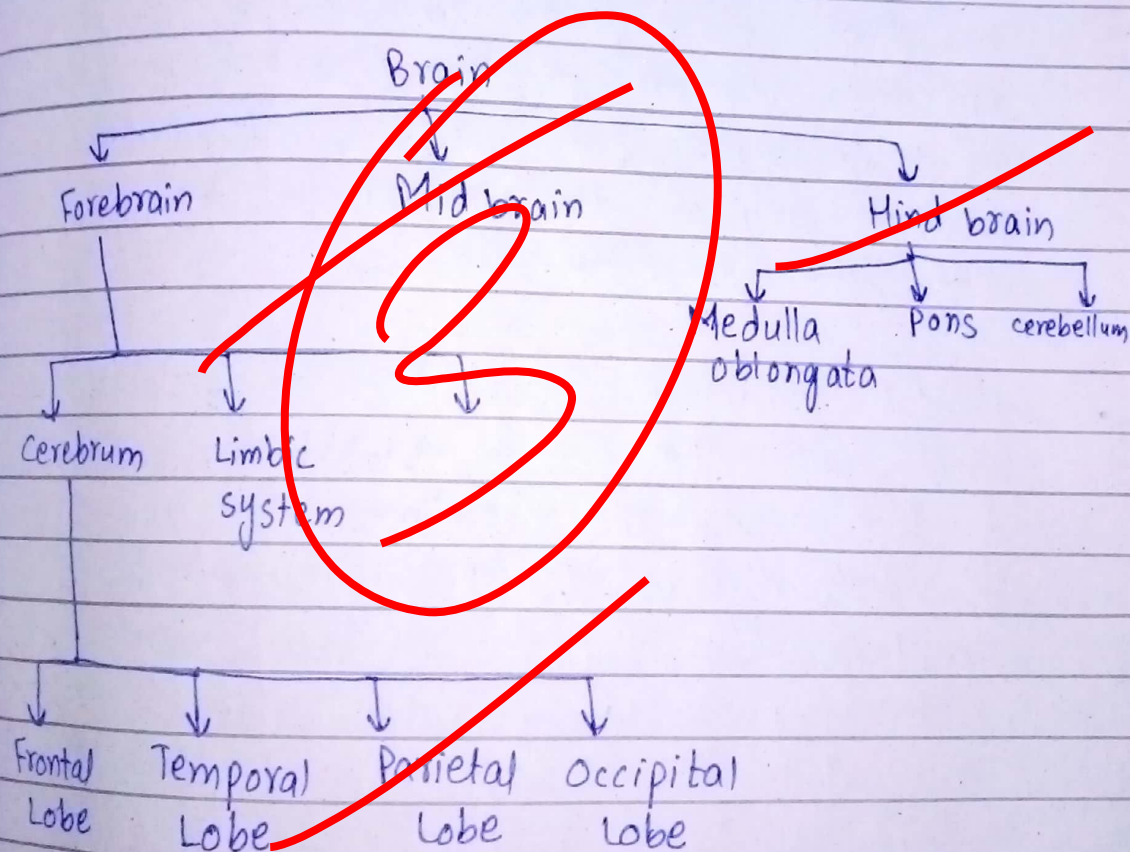 Brain
Forebrain Mid brain Hind brain
Medulla oblongata Pons cerebellum
Cerebrum Limbic system
Frontal Lobe Temporal Lobe Parietal Lobe Occipital Lobe
3